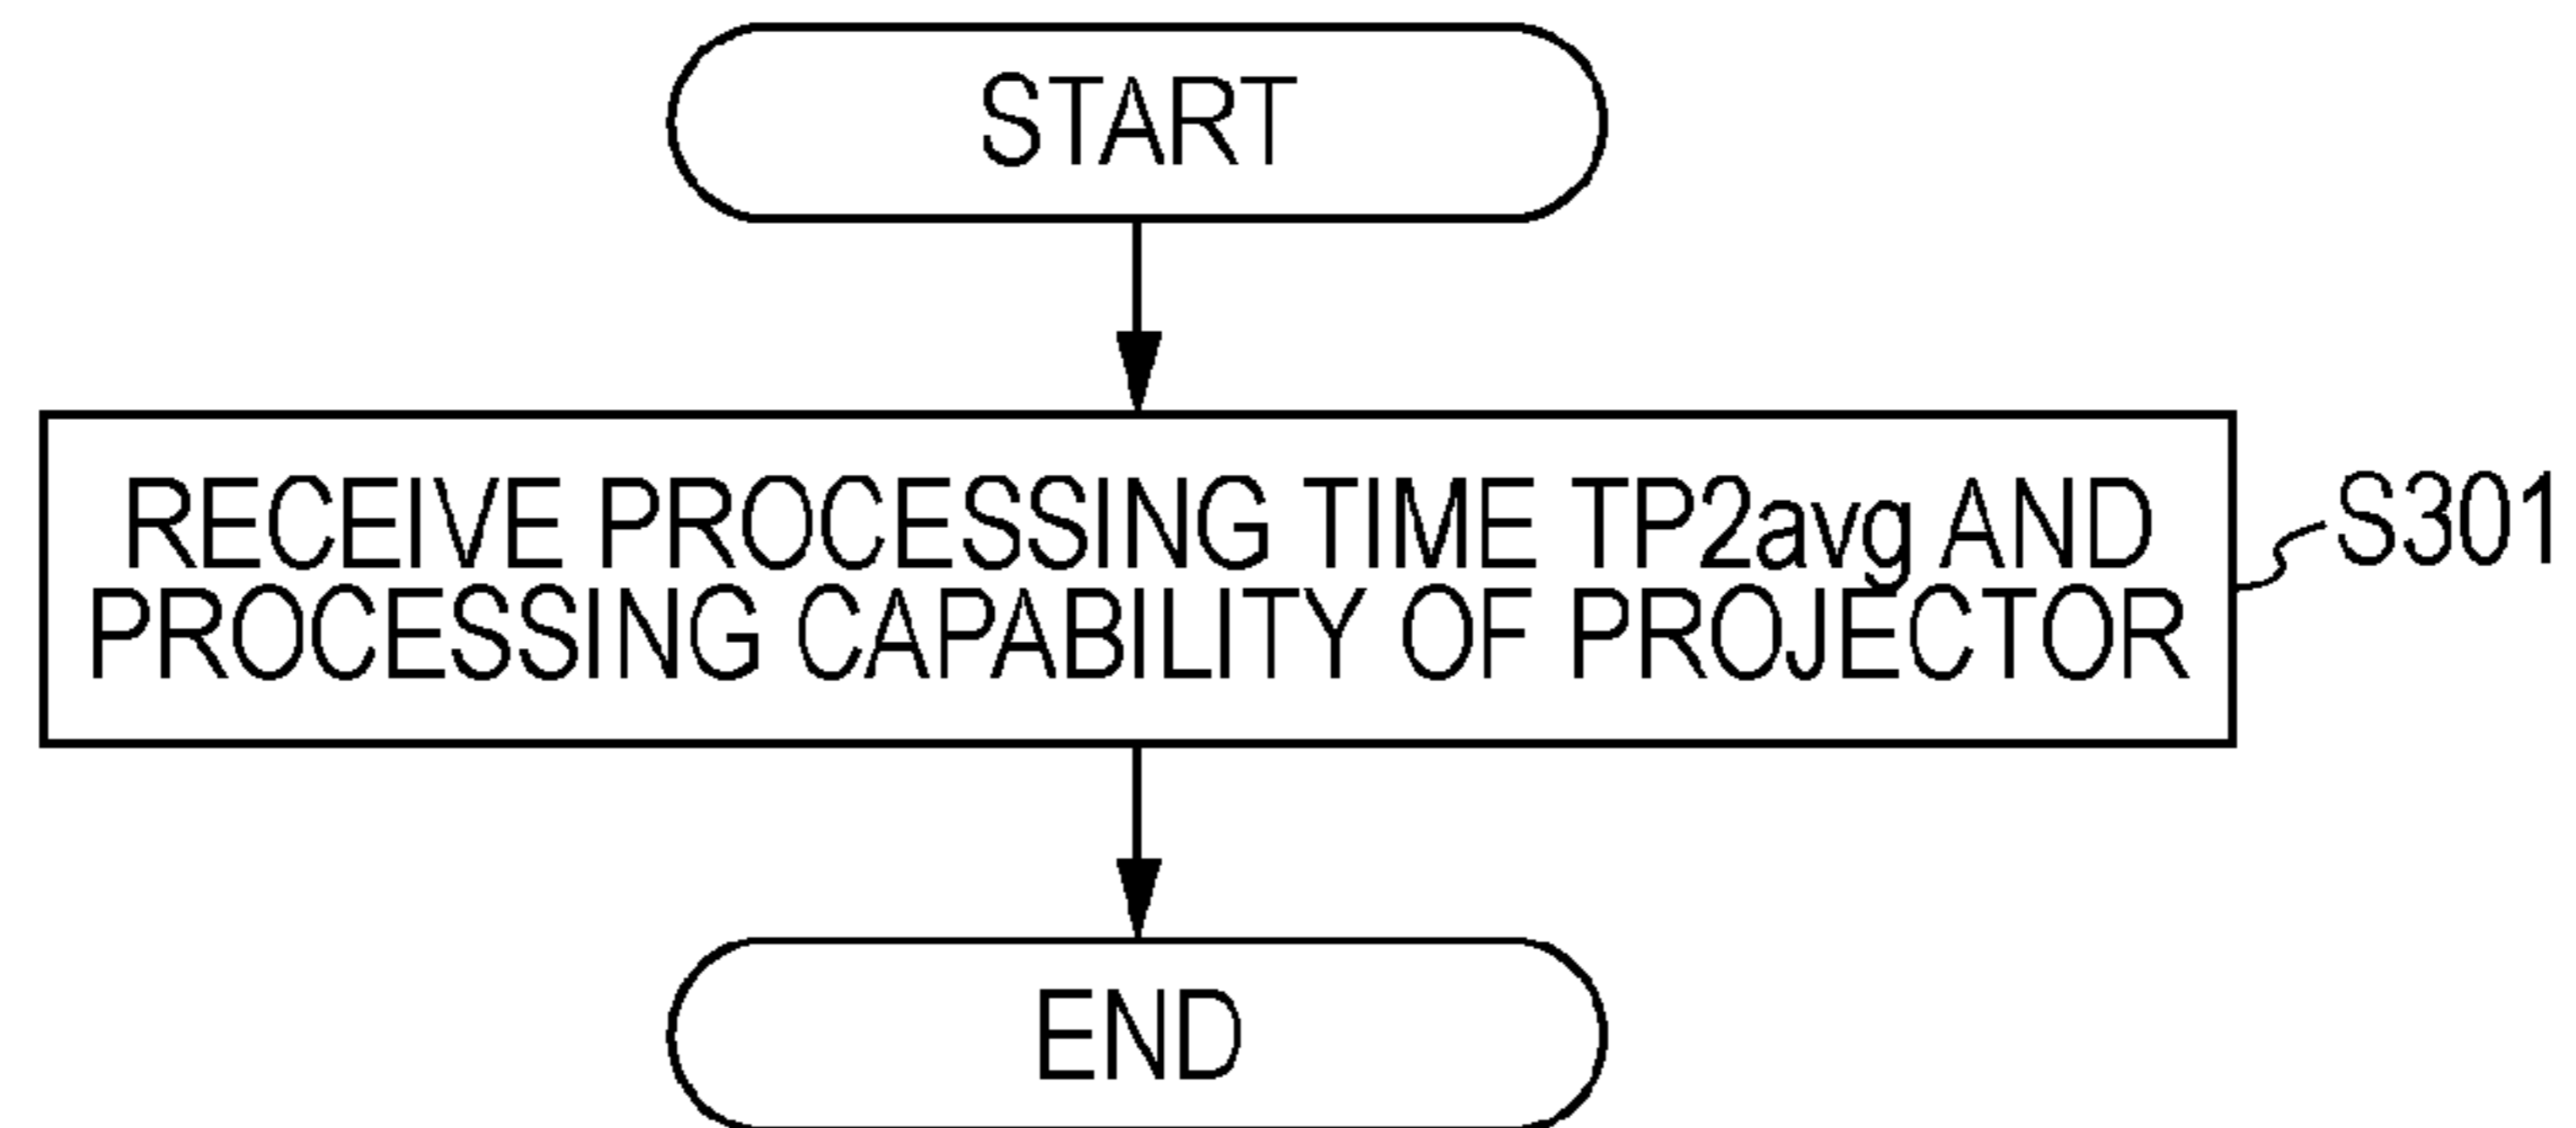 START
RECEIVE PROCESSING TIME TP2avg AND
PROCESSING CAPABILITY OF PROJECTOR
S301
END